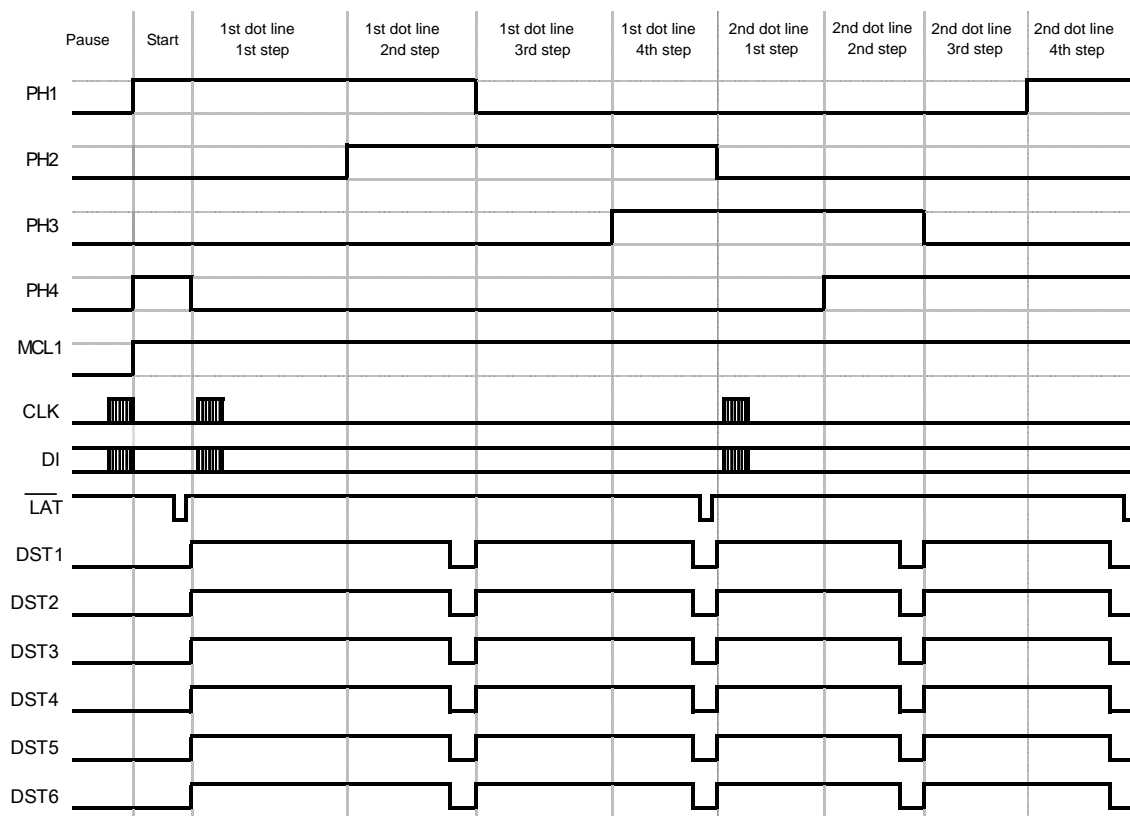 Pause
Start
1st dot line
1st step
1st dot line
2nd step
1st dot line
3rd step
1st dot line
4th step
2nd dot line
1st step
2nd dot line
2nd step
2nd dot line
3rd step
2nd dot line
4th step
PH1
PH2
PH3
PH4
MCL1
CLK
DI
LAT
DST1
DST2
DST3
DST4
DST5
DST6